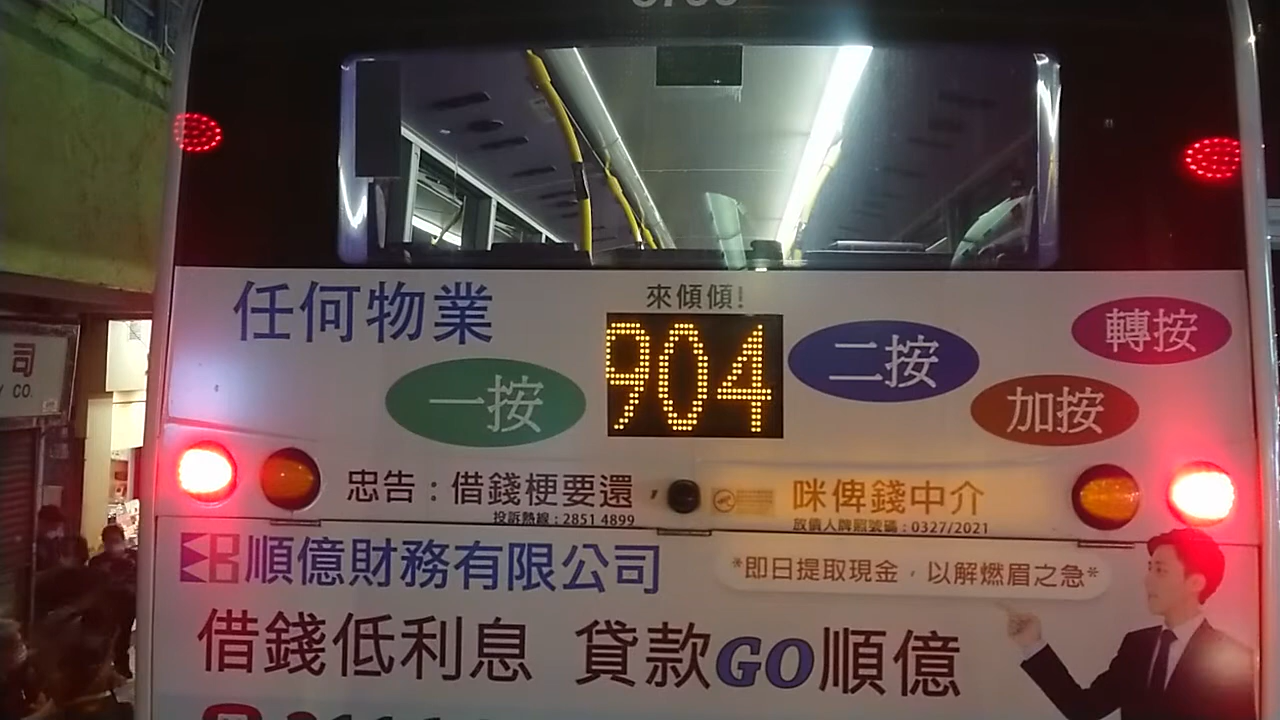 任何物業
來傾傾!
904
一按
二按
轉按
加按
忠告：借錢梗要還，
咪俾錢中介
投訴熱線：2851 4899
放債人牌照號碼：0327/2021
順億財務有限公司
*即日提取現金，以解燃眉之急*
借錢低利息 貸款GO順億
司
Y CO.